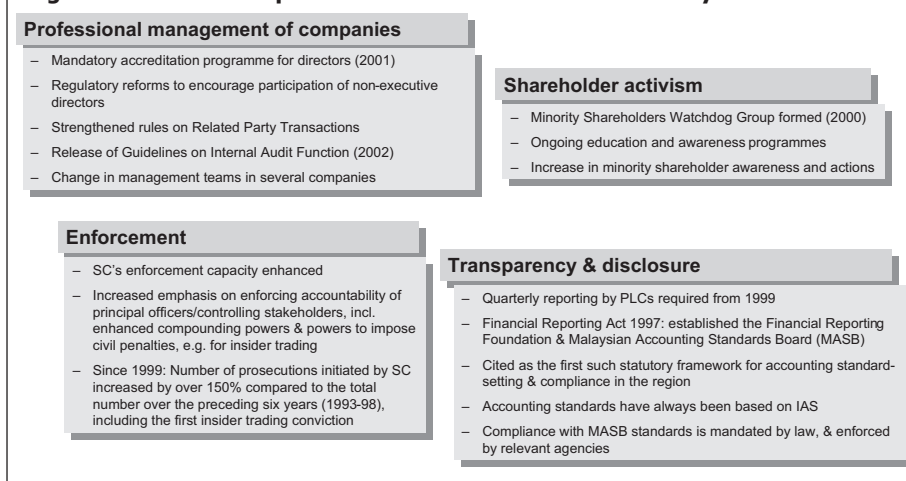 Professional management of companies
– Mandatory accreditation programme for directors (2001)
– Regulatory reforms to encourage participation of non-executive
directors
– Strengthened rules on Related Party Transactions
– Release of Guidelines on Internal Audit Function (2002)
– Change in management teams in several companies
Shareholder activism
– Minority Shareholders Watchdog Group formed (2000)
– Ongoing education and awareness programmes
– Increase in minority shareholder awareness and actions
Enforcement
– SC's enforcement capacity enhanced
– Increased emphasis on enforcing accountability of
principal officers/controlling stakeholders, incl.
enhanced compounding powers & powers to impose
civil penalties, e.g. for insider trading
– Since 1999: Number of prosecutions initiated by SC
increased by over 150% compared to the total
number over the preceding six years (1993-98),
including the first insider trading conviction
Transparency & disclosure
– Quarterly reporting by PLCs required from 1999
– Financial Reporting Act 1997: established the Financial Reporting
Foundation & Malaysian Accounting Standards Board (MASB)
– Cited as the first such statutory framework for accounting standard-
setting & compliance in the region
– Accounting standards have always been based on IAS
– Compliance with MASB standards is mandated by law, & enforced
by relevant agencies